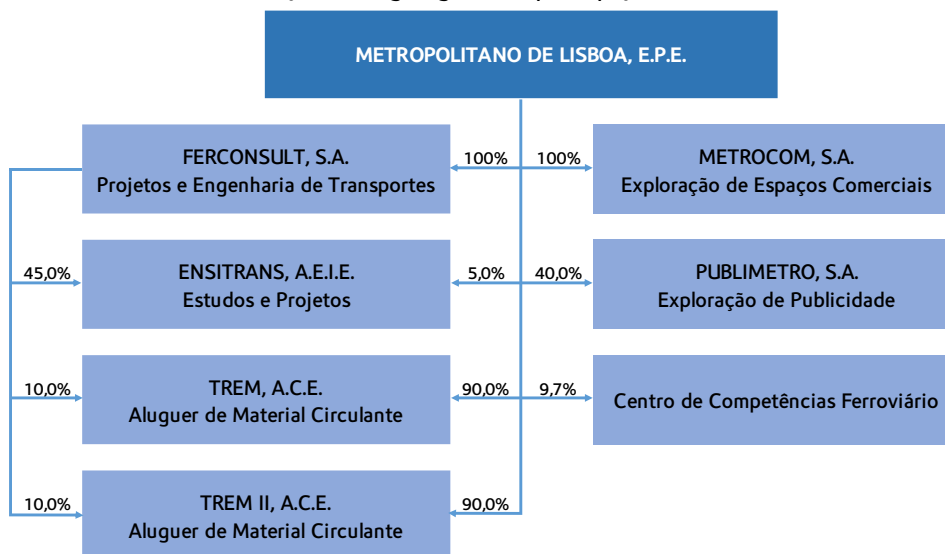 METROPOLITANO DE LISBOA, E.P.E.
FERCONSULT, S.A.
Projetos e Engenharia de Transportes
100%
100%
METROCOM, S.A.
Exploração de Espaços Comerciais
45,0%
ENSITRANS, A.E.I.E.
Estudos e Projetos
5,0%
40,0%
PUBLIMETRO, S.A.
Exploração de Publicidade
10,0%
TREM, A.C.E.
Aluguer de Material Circulante
90,0%
9,7%
Centro de Competências Ferroviário
10,0%
TREM II, A.C.E.
Aluguer de Material Circulante
90,0%